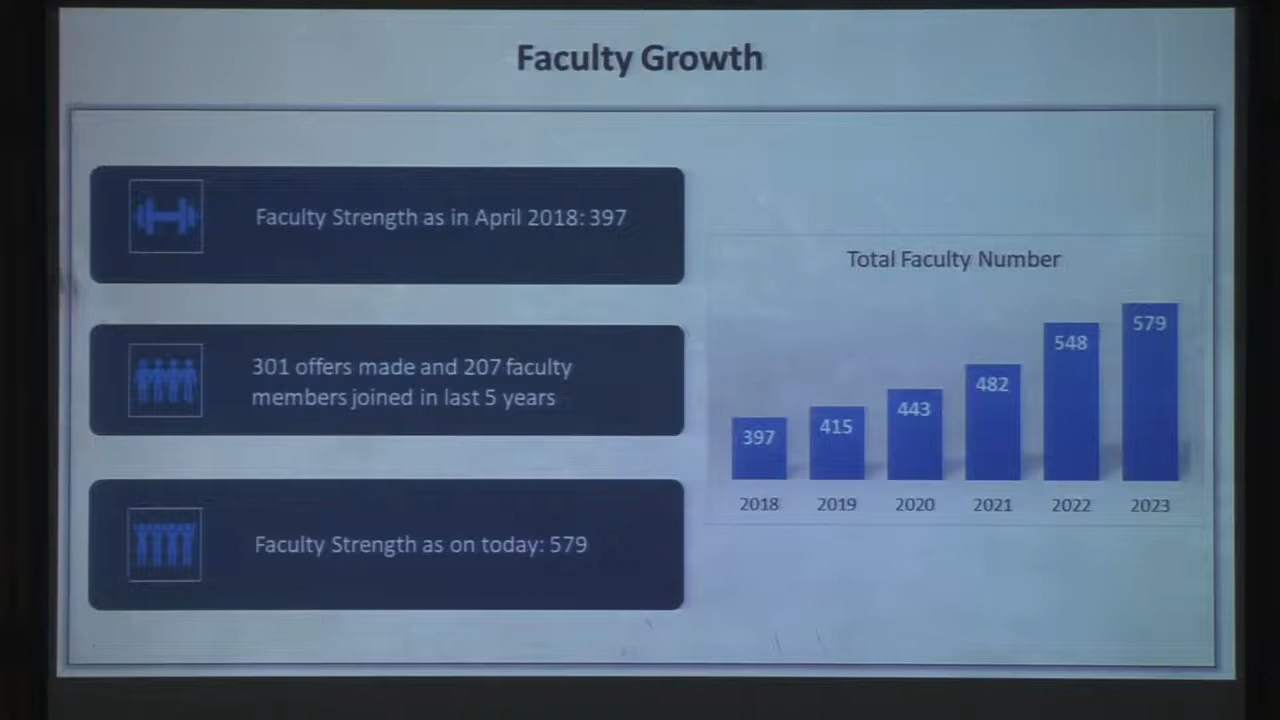 Faculty Growth
Faculty Strength as in April 2018: 397
301 offers made and 207 faculty
members joined in last 5 years
Faculty Strength as on today: 579
Total Faculty Number
397
415
443
482
548
579
2018
2019
2020
2021
2022
2023